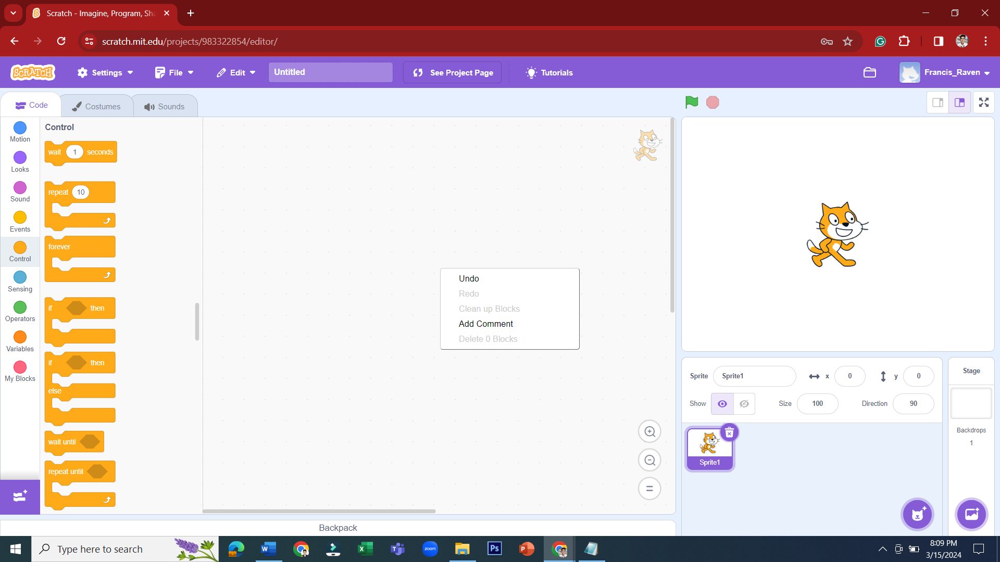 Scratch - Imagine, Program, Sha
scratch.mit.edu/projects/983322854/editor/
SCRATCH
Settings
File
Edit
Untitled
See Project Page
Tutorials
Francis_Raven
Code
Costumes
Sounds
Motion
Looks
Sound
Events
Control
Sensing
Operators
Variables
My Blocks
Control
wait 1 seconds
repeat 10
forever
if then
if then
else
wait until
repeat until
Undo
Redo
Clean up Blocks
Add Comment
Delete 0 Blocks
Backpack
Sprite Sprite1 x 0 y 0
Show Size 100 Direction 90
Sprite1
Stage
Backdrops
1
Type here to search
W
X
T
zoom
Ps
P
8:09 PM
3/15/2024